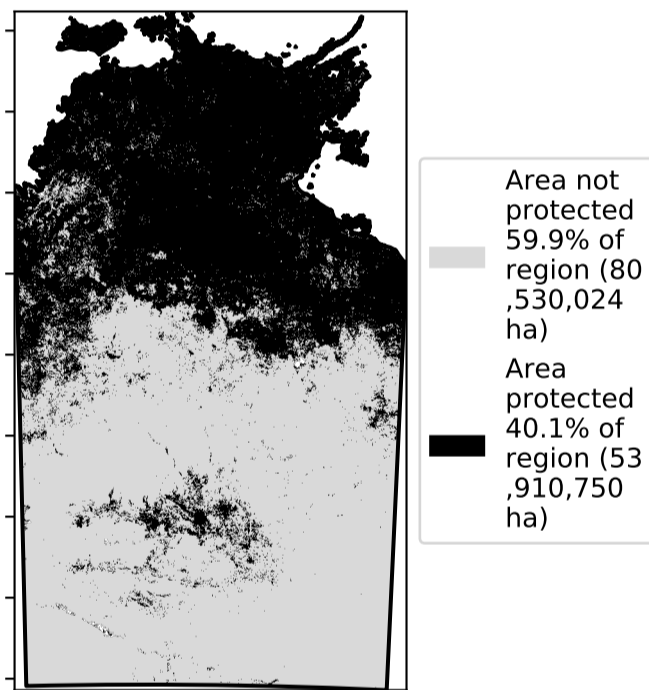 Area not
protected
59.9% of
region (80
,530,024
ha)
Area
protected
40.1% of
region (53
,910,750
ha)